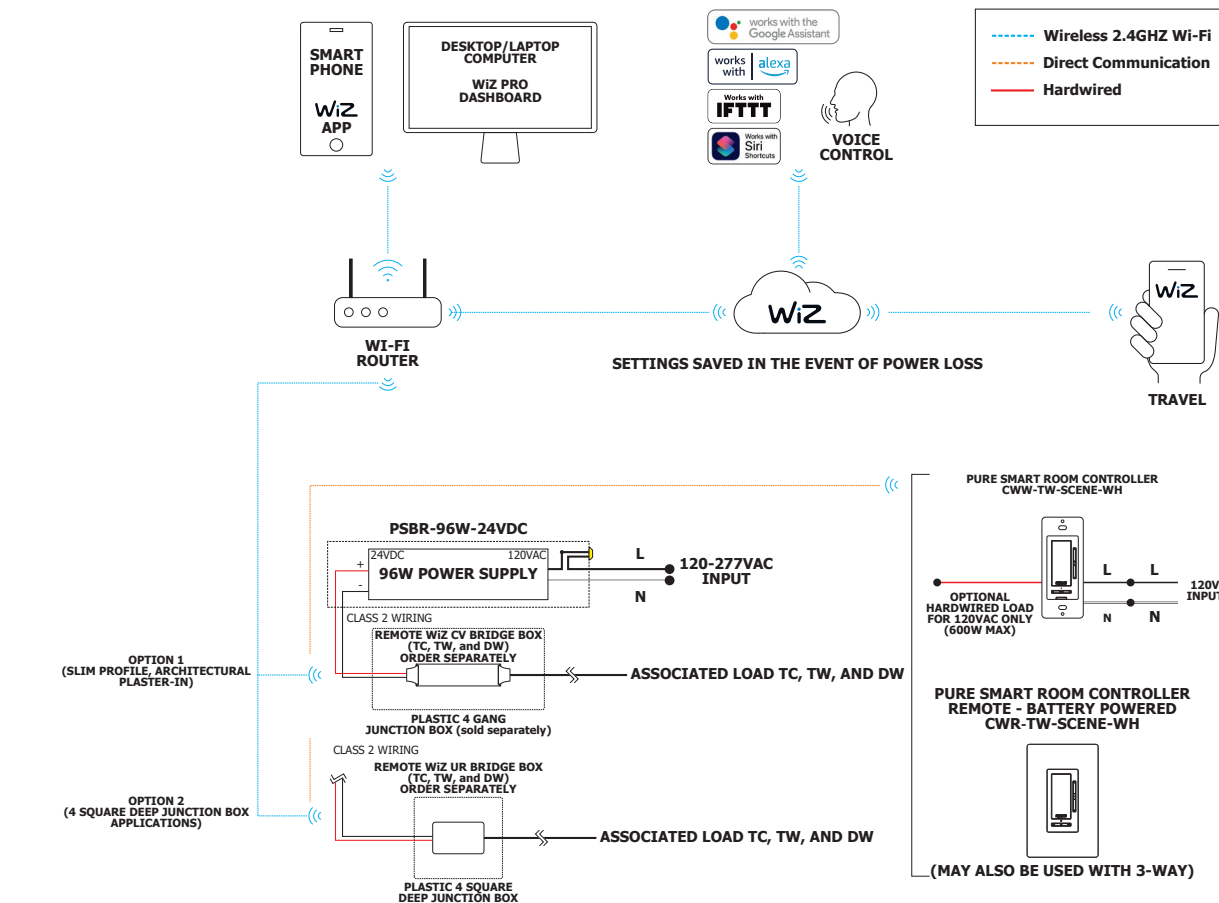 SMART
PHONE
WiZ
APP
DESKTOP/LAPTOP
COMPUTER
WiZ PRO
DASHBOARD
works with the
Google Assistant
works
with
alexa
Works with
IFTTT
Works with
Siri
Shortcuts
VOICE
CONTROL
Wireless 2.4GHZ Wi-Fi
Direct Communication
Hardwired
WI-FI
ROUTER
WiZ
SETTINGS SAVED IN THE EVENT OF POWER LOSS
WiZ
TRAVEL
PSBR-96W-24VDC
24VDC
120VAC
+
-
96W POWER SUPPLY
L
N
120-277VAC
INPUT
CLASS 2 WIRING
REMOTE WiZ CV BRIDGE BOX
(TC, TW, and DW)
ORDER SEPARATELY
ASSOCIATED LOAD TC, TW, AND DW
PLASTIC 4 GANG
JUNCTION BOX (sold separately)
OPTION 1
(SLIM PROFILE, ARCHITECTURAL
PLASTER-IN)
CLASS 2 WIRING
REMOTE WiZ UR BRIDGE BOX
(TC, TW, and DW)
ORDER SEPARATELY
ASSOCIATED LOAD TC, TW, AND DW
PLASTIC 4 SQUARE
DEEP JUNCTION BOX
OPTION 2
(4 SQUARE DEEP JUNCTION BOX
APPLICATIONS)
PURE SMART ROOM CONTROLLER
CWW-TW-SCENE-WH
OPTIONAL
HARDWIRED LOAD
FOR 120VAC ONLY
(600W MAX)
L
L
N
N
120V
INPUT
PURE SMART ROOM CONTROLLER
REMOTE - BATTERY POWERED
CWR-TW-SCENE-WH
(MAY ALSO BE USED WITH 3-WAY)